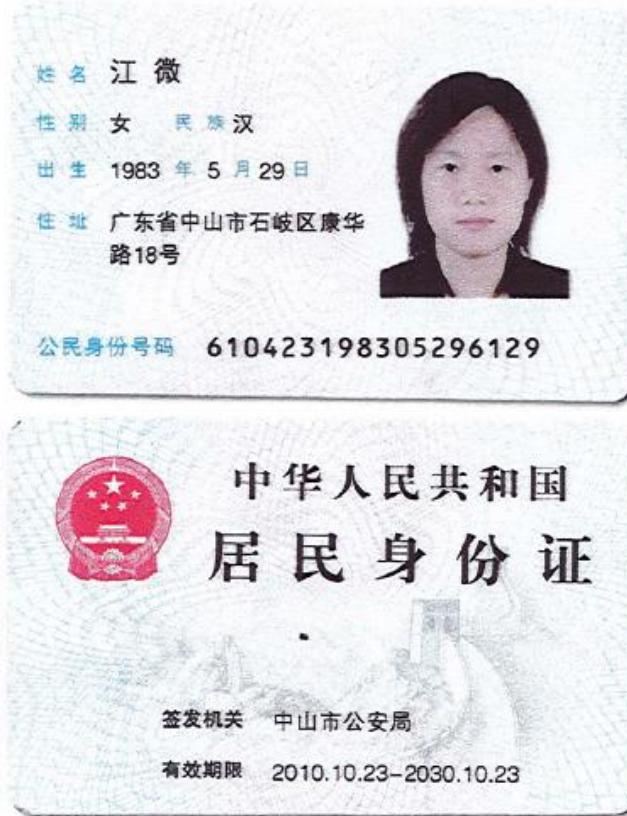 姓名 江微
性别 女 民族 汉
出生 1983 年 5 月 29 日
住址 广东省中山市石岐区康华
路18号
公民身份号码 610423198305296129
中华人民共和国
居民身份证
签发机关 中山市公安局
有效期限 2010.10.23-2030.10.23